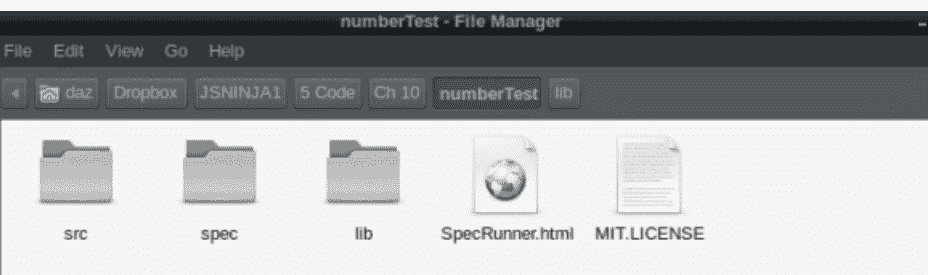 numberTest - File Manager
File Edit View Go Help
daz Dropbox JSNINJA1 5 Code Ch 10 numberTest lib
src spec lib SpecRunner.html MIT.LICENSE